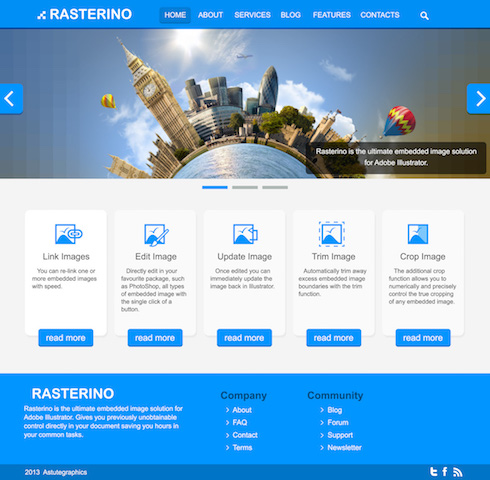 RASTERINO
HOME ABOUT SERVICES BLOG FEATURES CONTACTS
Rasterino is the ultimate embedded image solution
for Adobe Illustrator.
Link Images
You can re-link one or
more embedded images
with speed.
read more
Edit Image
Directly edit in your
favourite package, such
as PhotoShop, all types
of embedded image with
the single click of a
button.
read more
Update Image
Once edited you can
immediately update the
image back in Illustrator.
read more
Trim Image
Automatically trim away
excess embedded image
boundaries with the trim
function.
read more
Crop Image
The additional crop
function allows you to
numerically and precisely
control the true cropping
of any embedded image.
read more
RASTERINO
Rasterino is the ultimate embedded image solution for
Adobe Illustrator. Gives you previously unobtainable
control directly in your document saving you hours in
your common tasks.
Company
About
FAQ
Contact
Terms
Community
Blog
Forum
Support
Newsletter
2013 Astutegraphics